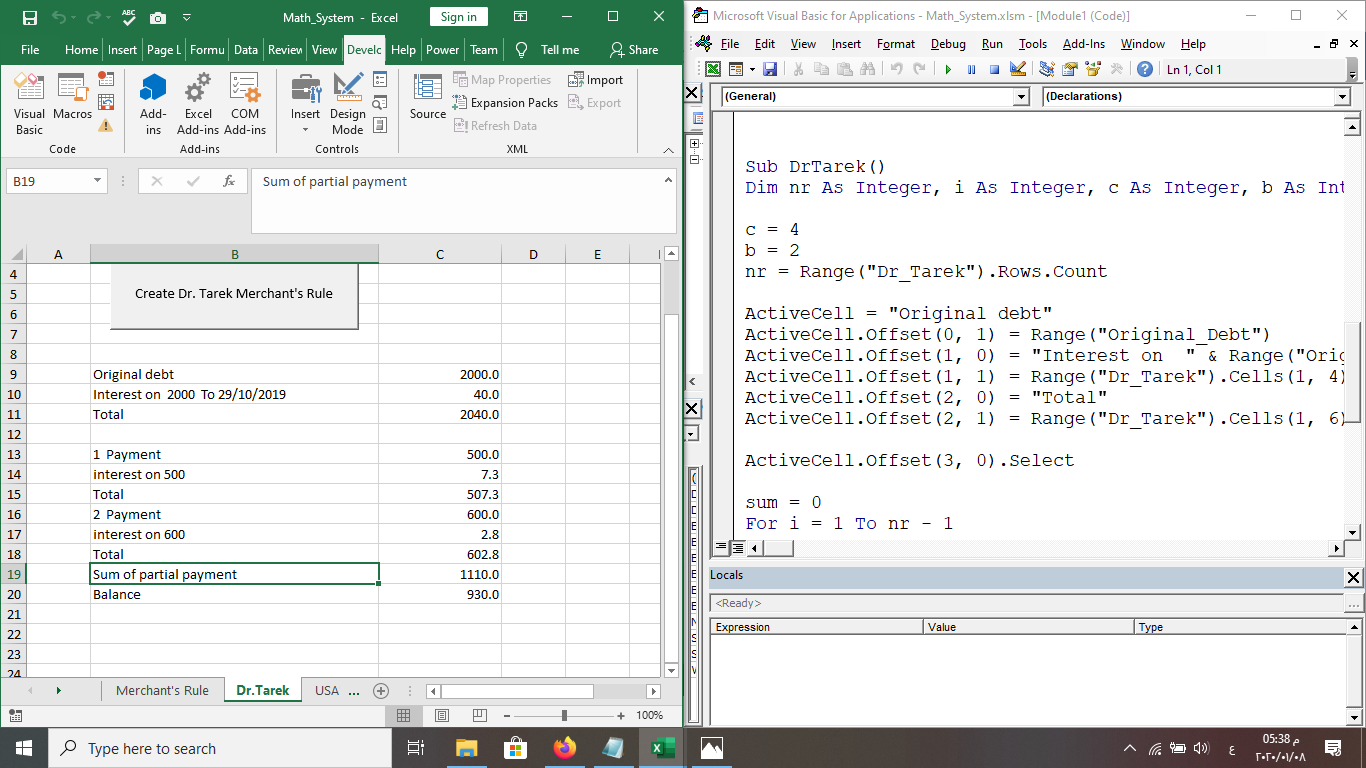 Math_System - Excel
Sign in
File Home Insert Page L Formu Data Review View Develc Help Power Team Tell me Share
Visual Basic
Macros
Code
Add-ins
Excel Add-ins
COM Add-ins
Add-ins
Insert
Design Mode
Controls
Source
Map Properties
Expansion Packs
Refresh Data
Import
Export
XML
B19
fx
Sum of partial payment
A B C D E
4
Create Dr. Tarek Merchant's Rule
5
6
7
8
9 Original debt 2000.0
10 Interest on 2000 To 29/10/2019 40.0
11 Total 2040.0
12
13 1 Payment 500.0
14 interest on 500 7.3
15 Total 507.3
16 2 Payment 600.0
17 interest on 600 2.8
18 Total 602.8
19 Sum of partial payment 1110.0
20 Balance 930.0
21
22
23
24
Merchant's Rule Dr.Tarek USA ...
100%
Microsoft Visual Basic for Applications - Math_System.xlsm - [Module1 (Code)]
File Edit View Insert Format Debug Run Tools Add-Ins Window Help
Ln 1, Col 1
(General) (Declarations)
Sub DrTarek()
Dim nr As Integer, i As Integer, c As Integer, b As Int
c = 4
b = 2
nr = Range("Dr_Tarek").Rows.Count
ActiveCell = "Original debt"
ActiveCell.Offset(0, 1) = Range("Original_Debt")
ActiveCell.Offset(1, 0) = "Interest on  " & Range("Orig
ActiveCell.Offset(1, 1) = Range("Dr_Tarek").Cells(1, 4)
ActiveCell.Offset(2, 0) = "Total"
ActiveCell.Offset(2, 1) = Range("Dr_Tarek").Cells(1, 6)
ActiveCell.Offset(3, 0).Select
sum = 0
For i = 1 To nr - 1
Locals
<Ready>
Expression Value Type
Type here to search
ع
05:38 م
٢٠٢٠/٠١/٠٨